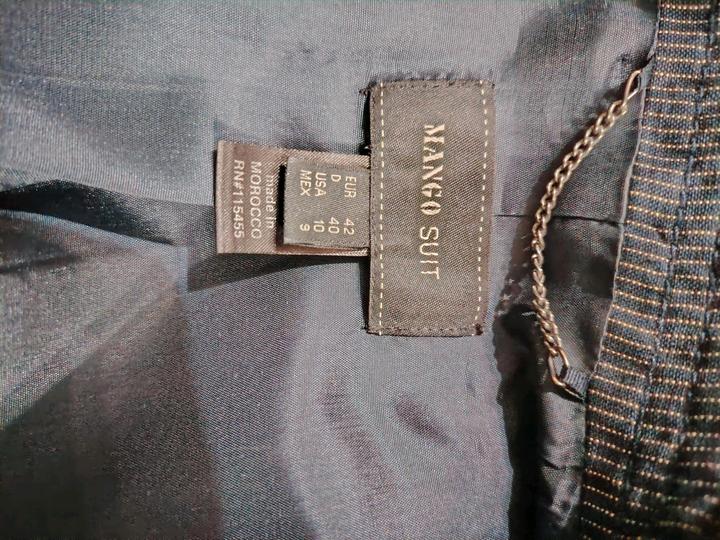 MANGO SUIT
EUR 42
D 40
USA 10
MEX 9
made in
MOROCCO
RN#115455